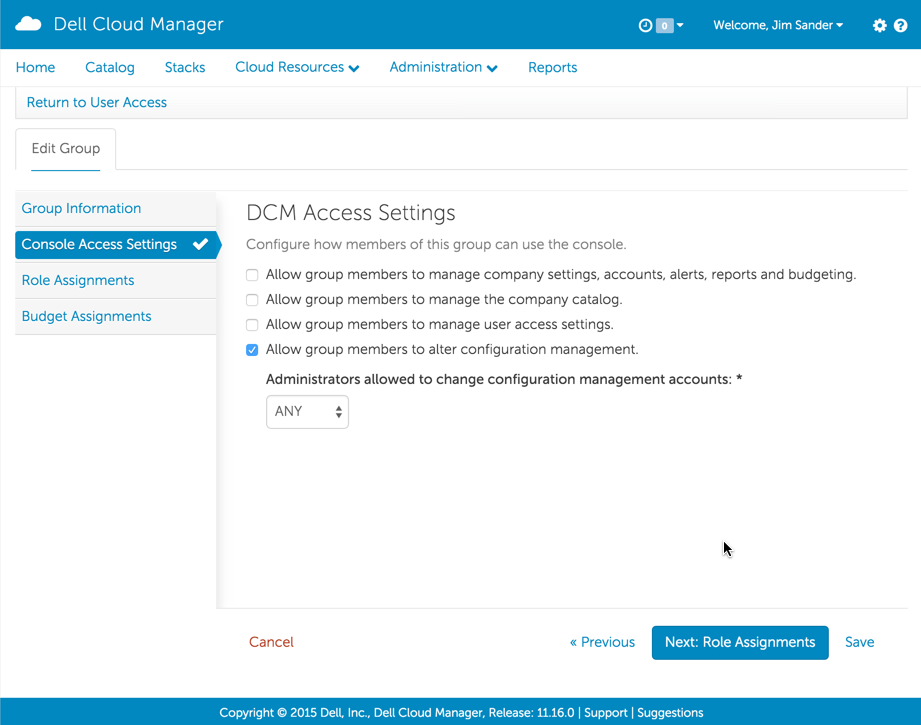 Dell Cloud Manager
0
Welcome, Jim Sander
Home Catalog Stacks Cloud Resources Administration Reports
Return to User Access
Edit Group
Group Information
Console Access Settings
Role Assignments
Budget Assignments
DCM Access Settings
Configure how members of this group can use the console.
Allow group members to manage company settings, accounts, alerts, reports and budgeting.
Allow group members to manage the company catalog.
Allow group members to manage user access settings.
Allow group members to alter configuration management.
Administrators allowed to change configuration management accounts: *
ANY
Cancel « Previous Next: Role Assignments Save
Copyright © 2015 Dell, Inc., Dell Cloud Manager, Release: 11.16.0 | Support | Suggestions